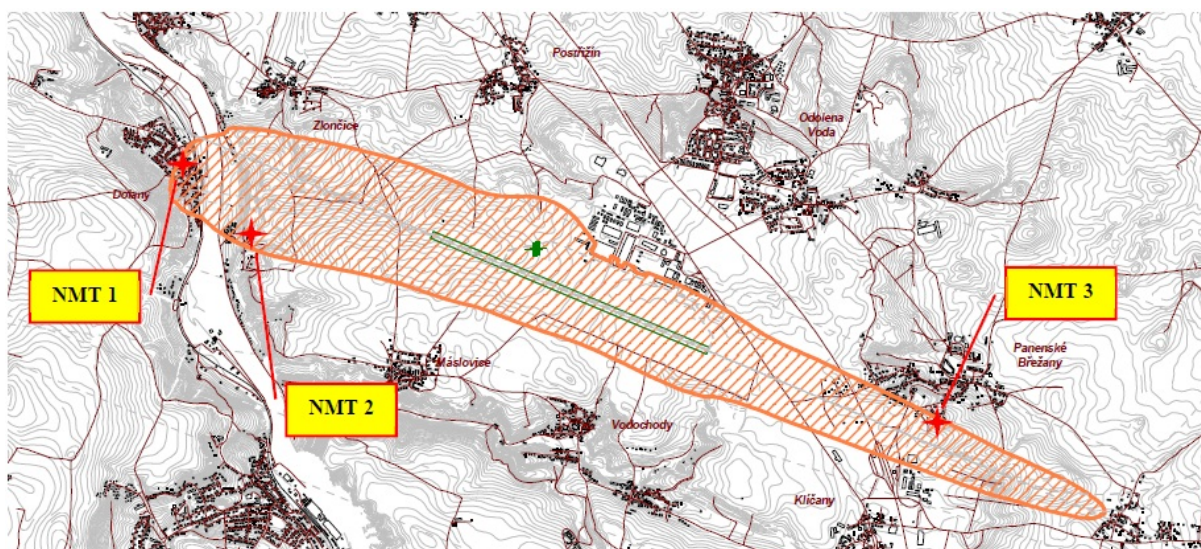 Postřižín
Zlončice
Odolena
Voda
Dolany
NMT 1
NMT 3
Panenské
Břežany
Máslovice
NMT 2
Vodochody
Klíčany